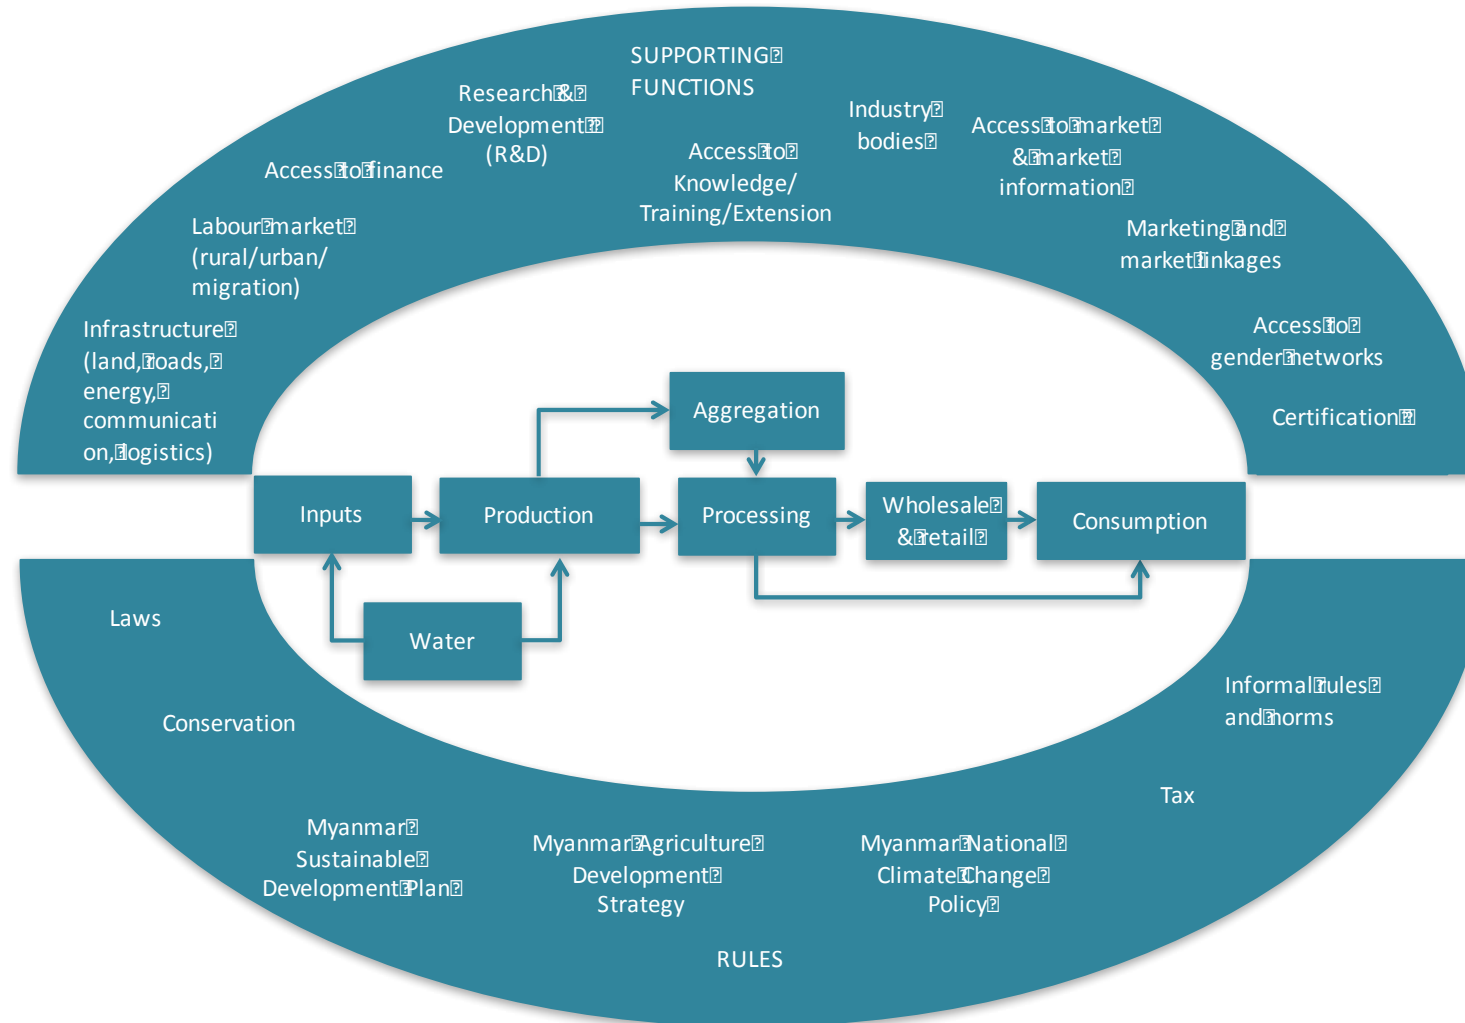 SUPPORTING
FUNCTIONS
Research &
Development
(R&D)
Industry
bodies
Access to market
& market
information
Access to
Knowledge/
Training/Extension
Access to finance
Labour market
(rural/urban/
migration)
Marketing and
market linkages
Infrastructure
(land, roads,
energy,
communicati
on, logistics)
Access to
gender networks
Certification
Aggregation
Inputs
Production
Processing
Wholesale
& retail
Consumption
Water
Laws
Conservation
Informal rules
and norms
Tax
Myanmar
Sustainable
Development Plan
Myanmar Agriculture
Development
Strategy
Myanmar National
Climate Change
Policy
RULES